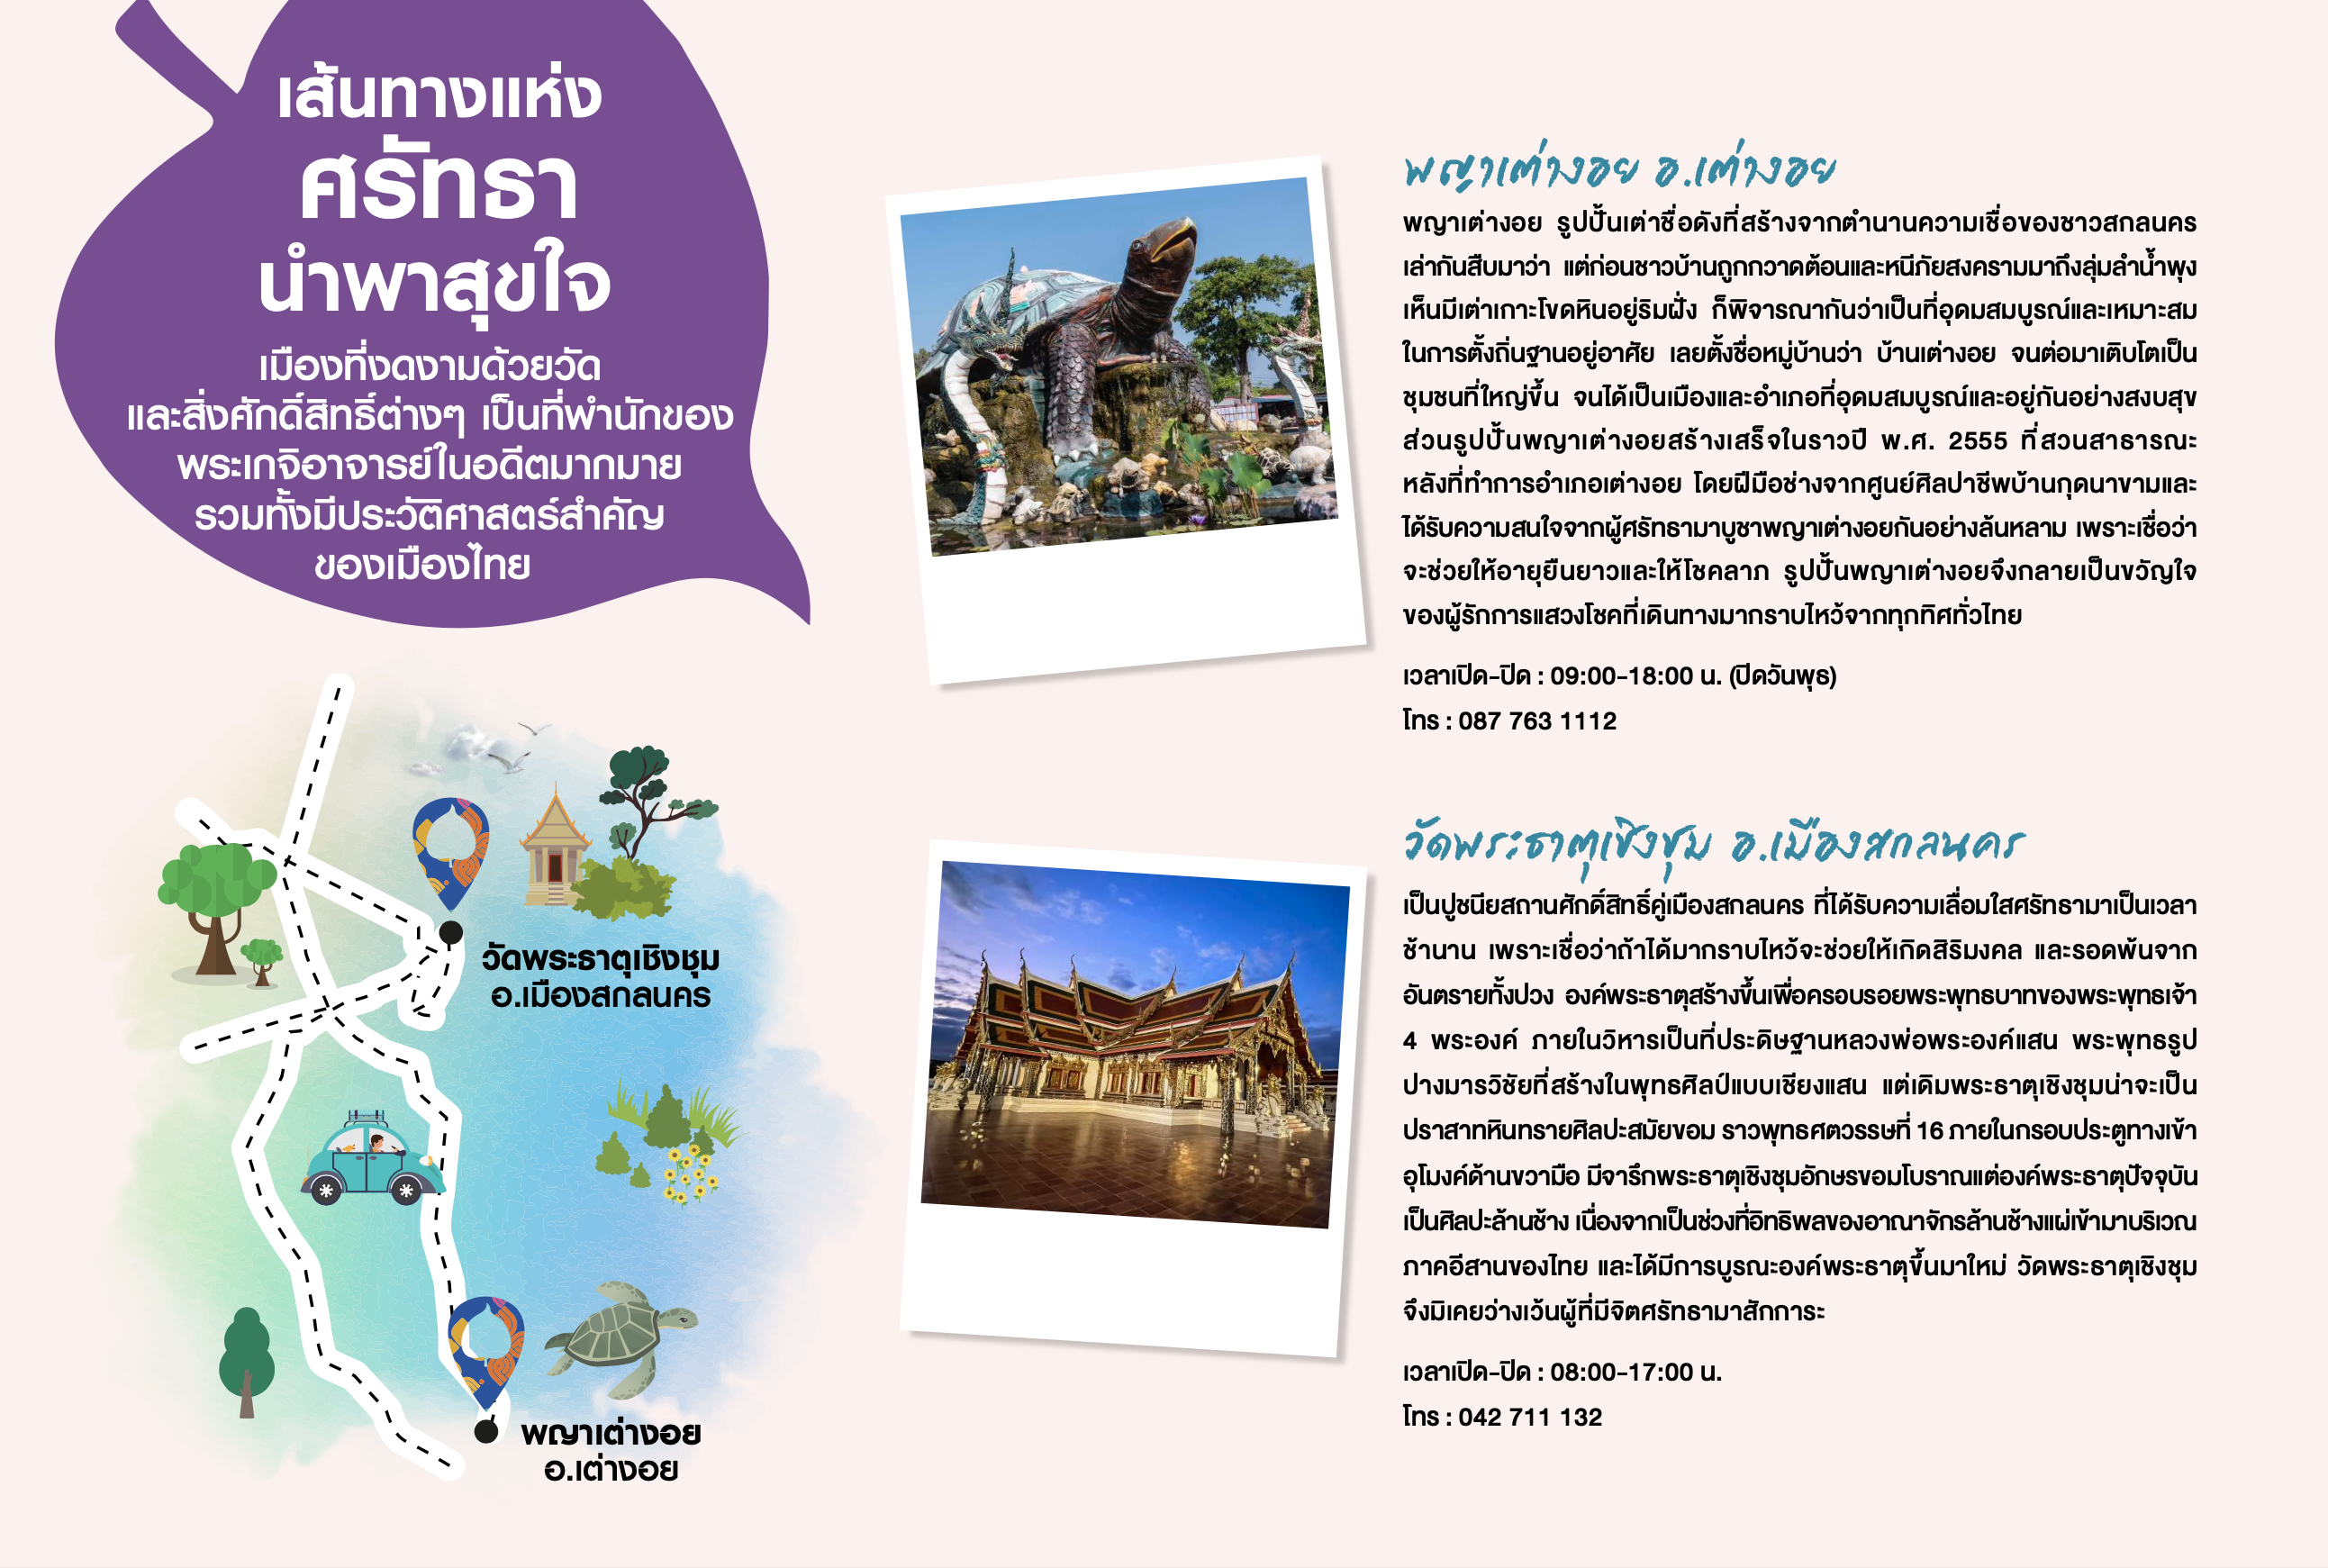 เส้นทางแห่ง
ศรัทธา
นำพาสุขใจ
เมืองที่งดงามด้วยวัด
และสิ่งศักดิ์สิทธิ์ต่างๆ เป็นที่พำนักของ
พระเกจิอาจารย์ในอดีตมากมาย
รวมทั้งมีประวัติศาสตร์สำคัญ
ของเมืองไทย
วัดพระธาตุเชิงชุม
อ.เมืองสกลนคร
พญาเต่างอย
อ.เต่างอย
พญาเต่างอย อ.เต่างอย
พญาเต่างอย รูปปั้นเต่าชื่อดังที่สร้างจากตำนานความเชื่อของชาวสกลนคร
เล่ากันสืบมาว่า แต่ก่อนชาวบ้านถูกกวาดต้อนและหนีภัยสงครามมาถึงลุ่มลำน้ำพุง
เห็นมีเต่าเกาะโขดหินอยู่ริมฝั่ง ก็พิจารณากันว่าเป็นที่อุดมสมบูรณ์และเหมาะสม
ในการตั้งถิ่นฐานอยู่อาศัย เลยตั้งชื่อหมู่บ้านว่า บ้านเต่างอย จนต่อมาเติบโตเป็น
ชุมชนที่ใหญ่ขึ้น จนได้เป็นเมืองและอำเภอที่อุดมสมบูรณ์และอยู่กันอย่างสงบสุข
ส่วนรูปปั้นพญาเต่างอยสร้างเสร็จในราวปี พ.ศ. 2555 ที่สวนสาธารณะ
หลังที่ทำการอำเภอเต่างอย โดยฝีมือช่างจากศูนย์ศิลปาชีพบ้านกุดนาขามและ
ได้รับความสนใจจากผู้ศรัทธามาบูชาพญาเต่างอยกันอย่างล้นหลาม เพราะเชื่อว่า
จะช่วยให้อายุยืนยาวและให้โชคลาภ รูปปั้นพญาเต่างอยจึงกลายเป็นขวัญใจ
ของผู้รักการแสวงโชคที่เดินทางมากราบไหว้จากทุกทิศทั่วไทย
เวลาเปิด-ปิด : 09:00-18:00 น. (ปิดวันพุธ)
โทร : 087 763 1112
วัดพระธาตุเชิงชุม อ.เมืองสกลนคร
เป็นปูชนียสถานศักดิ์สิทธิ์คู่เมืองสกลนคร ที่ได้รับความเลื่อมใสศรัทธามาเป็นเวลา
ช้านาน เพราะเชื่อว่าถ้าได้มากราบไหว้จะช่วยให้เกิดสิริมงคล และรอดพ้นจาก
อันตรายทั้งปวง องค์พระธาตุสร้างขึ้นเพื่อครอบรอยพระพุทธบาทของพระพุทธเจ้า
4 พระองค์ ภายในวิหารเป็นที่ประดิษฐานหลวงพ่อพระองค์แสน พระพุทธรูป
ปางมารวิชัยที่สร้างในพุทธศิลป์แบบเชียงแสน แต่เดิมพระธาตุเชิงชุมน่าจะเป็น
ปราสาทหินทรายศิลปะสมัยขอม ราวพุทธศตวรรษที่ 16 ภายในกรอบประตูทางเข้า
อุโมงค์ด้านขวามือ มีจารึกพระธาตุเชิงชุมอักษรขอมโบราณแต่องค์พระธาตุปัจจุบัน
เป็นศิลปะล้านช้าง เนื่องจากเป็นช่วงที่อิทธิพลของอาณาจักรล้านช้างแผ่เข้ามาบริเวณ
ภาคอีสานของไทย และได้มีการบูรณะองค์พระธาตุขึ้นมาใหม่ วัดพระธาตุเชิงชุม
จึงมิเคยว่างเว้นผู้ที่มีจิตศรัทธามาสักการะ
เวลาเปิด-ปิด : 08:00-17:00 น.
โทร : 042 711 132